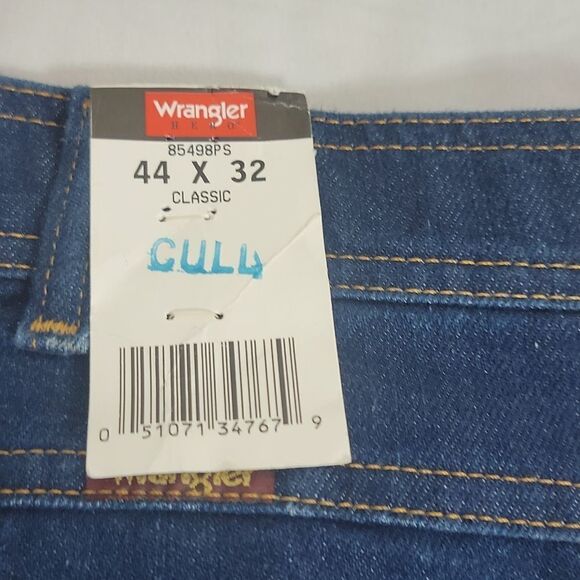 Wrangler
HERO
85498PS
44 X 32
CLASSIC
CULL
0 51071 34767 9
Wrangler